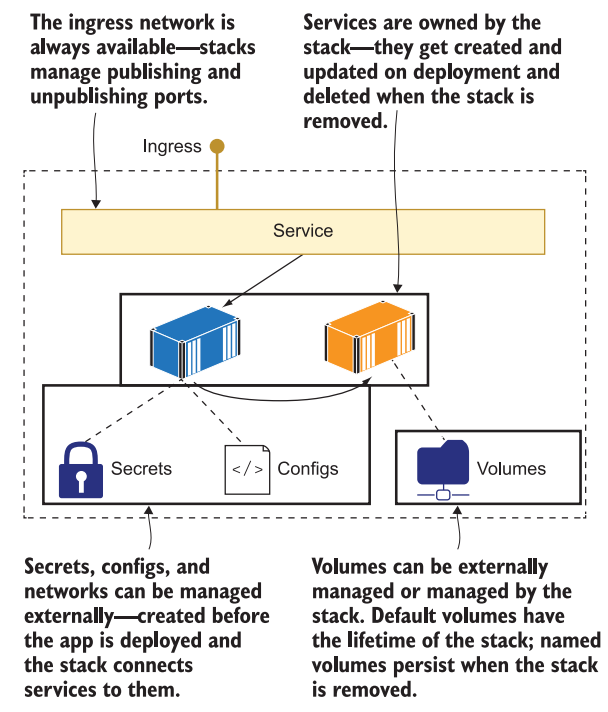 The ingress network is
always available—stacks
manage publishing and
unpublishing ports.
Services are owned by the
stack—they get created and
updated on deployment and
deleted when the stack is
removed.
Ingress
Service
Secrets
</>
Configs
Volumes
Secrets, configs, and
networks can be managed
externally—created before
the app is deployed and
the stack connects
services to them.
Volumes can be externally
managed or managed by the
stack. Default volumes have
the lifetime of the stack; named
volumes persist when the stack
is removed.